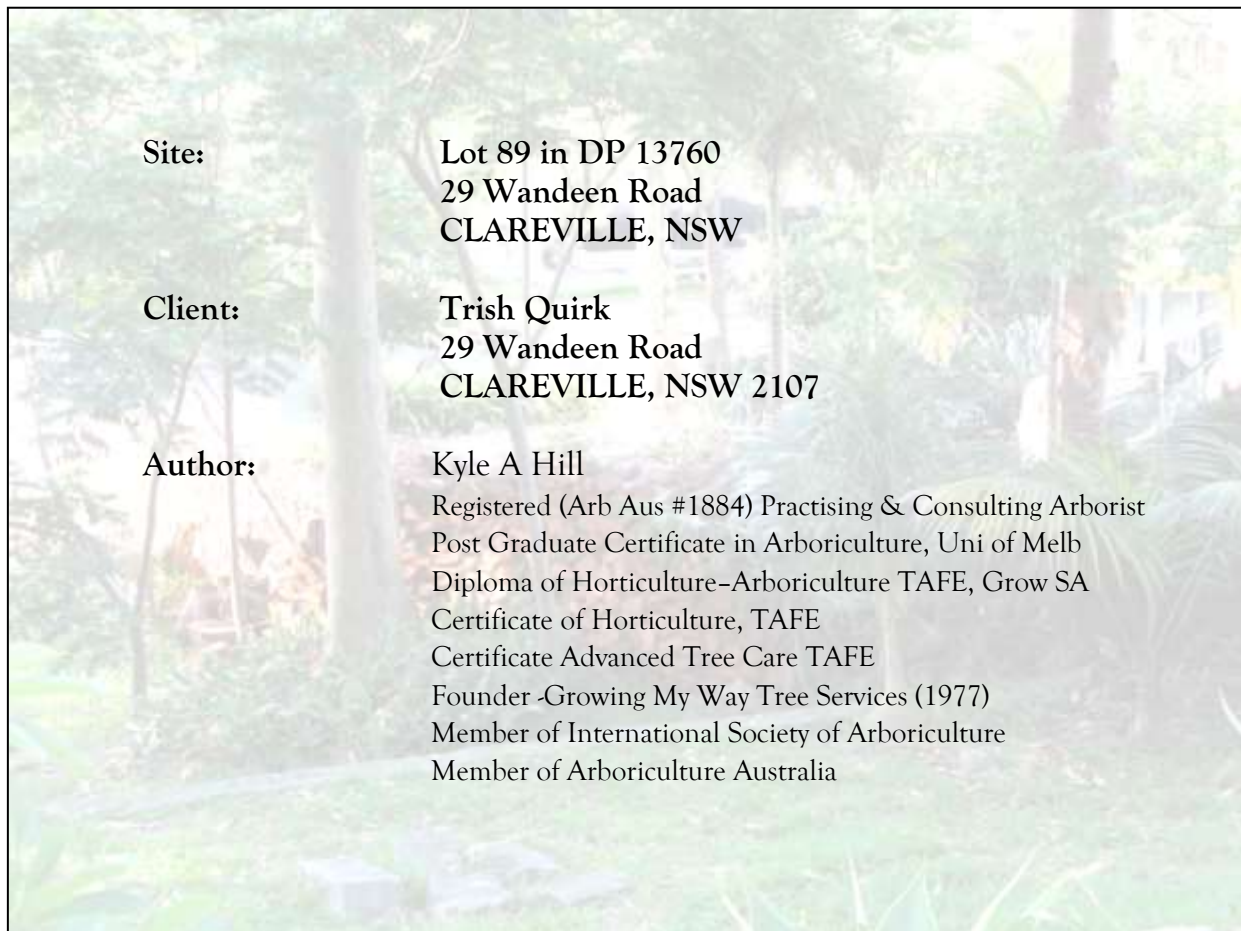 Site: Lot 89 in DP 13760
29 Wandeen Road
CLAREVILLE, NSW
Client: Trish Quirk
29 Wandeen Road
CLAREVILLE, NSW 2107
Author: Kyle A Hill
Registered (Arb Aus #1884) Practising & Consulting Arborist
Post Graduate Certificate in Arboriculture, Uni of Melb
Diploma of Horticulture–Arboriculture TAFE, Grow SA
Certificate of Horticulture, TAFE
Certificate Advanced Tree Care TAFE
Founder -Growing My Way Tree Services (1977)
Member of International Society of Arboriculture
Member of Arboriculture Australia